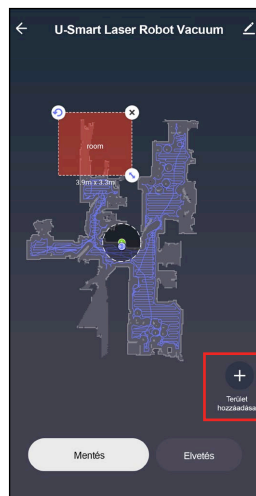 U-Smart Laser Robot Vacuum
room
3.9m x 3.3m
Terület
hozzáadása
Mentés
Elvetés